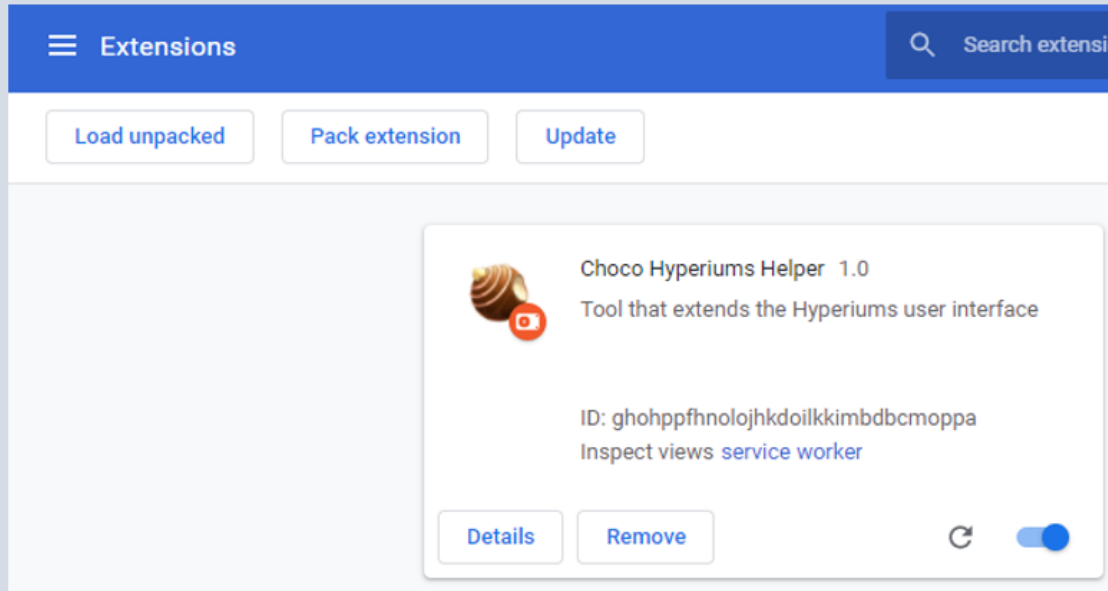 Extensions
Search extensi
Load unpacked
Pack extension
Update
Choco Hyperiums Helper 1.0
Tool that extends the Hyperiums user interface
ID: ghohppfhnolojhkdoilkkimbdbcmoppa
Inspect views service worker
Details
Remove